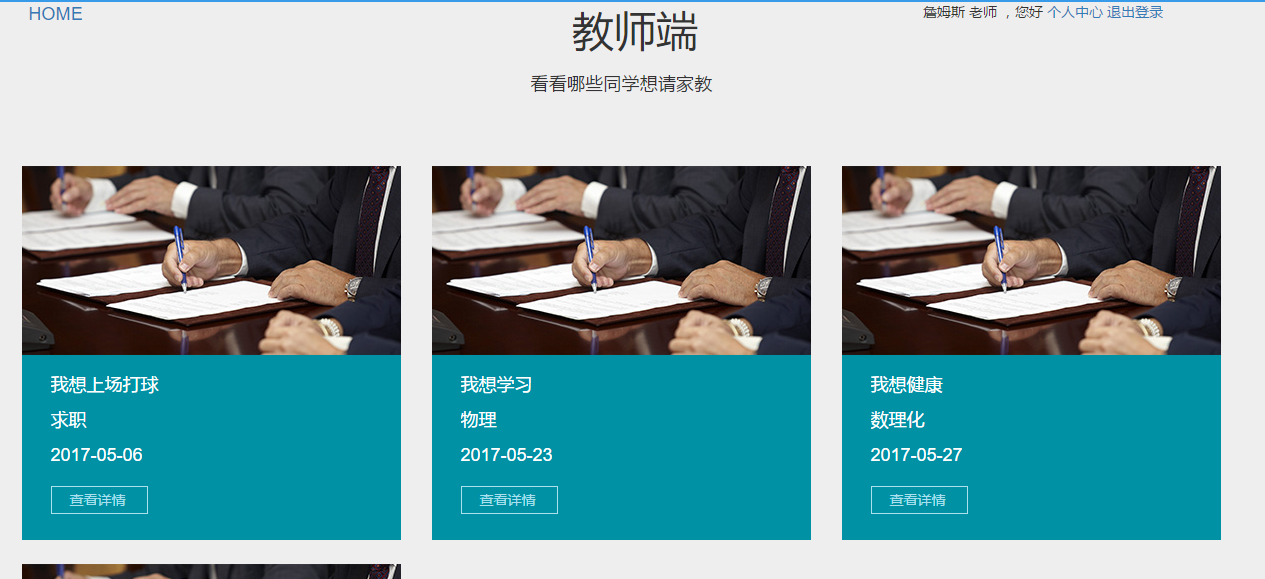 HOME
教师端
詹姆斯 老师 ，您好 个人中心 退出登录
看看哪些同学想请家教
我想上场打球
求职
2017-05-06
查看详情
我想学习
物理
2017-05-23
查看详情
我想健康
数理化
2017-05-27
查看详情